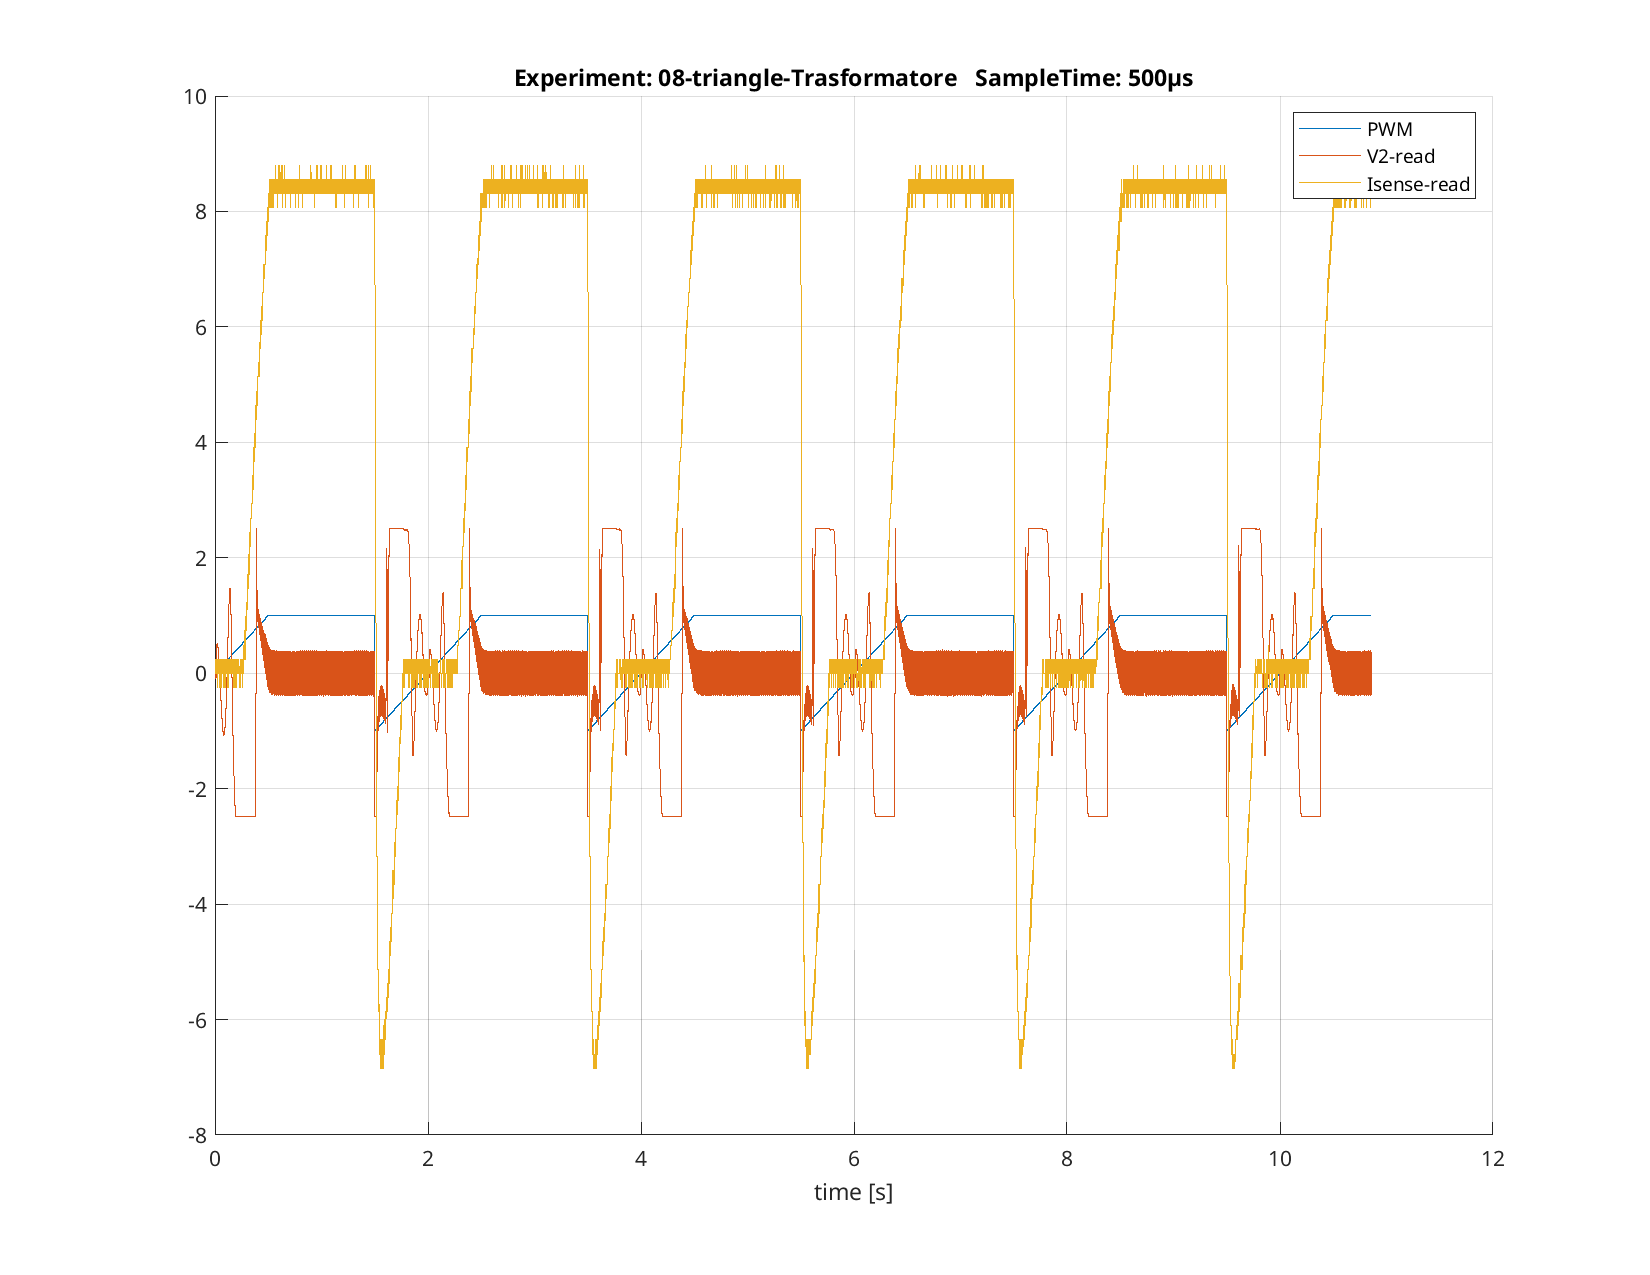 Experiment: 08-triangle-Trasformatore   SampleTime: 500µs
10
8
6
4
2
0
-2
-4
-6
-8
PWM
V2-read
Isense-read
0 2 4 6 8 10 12
time [s]